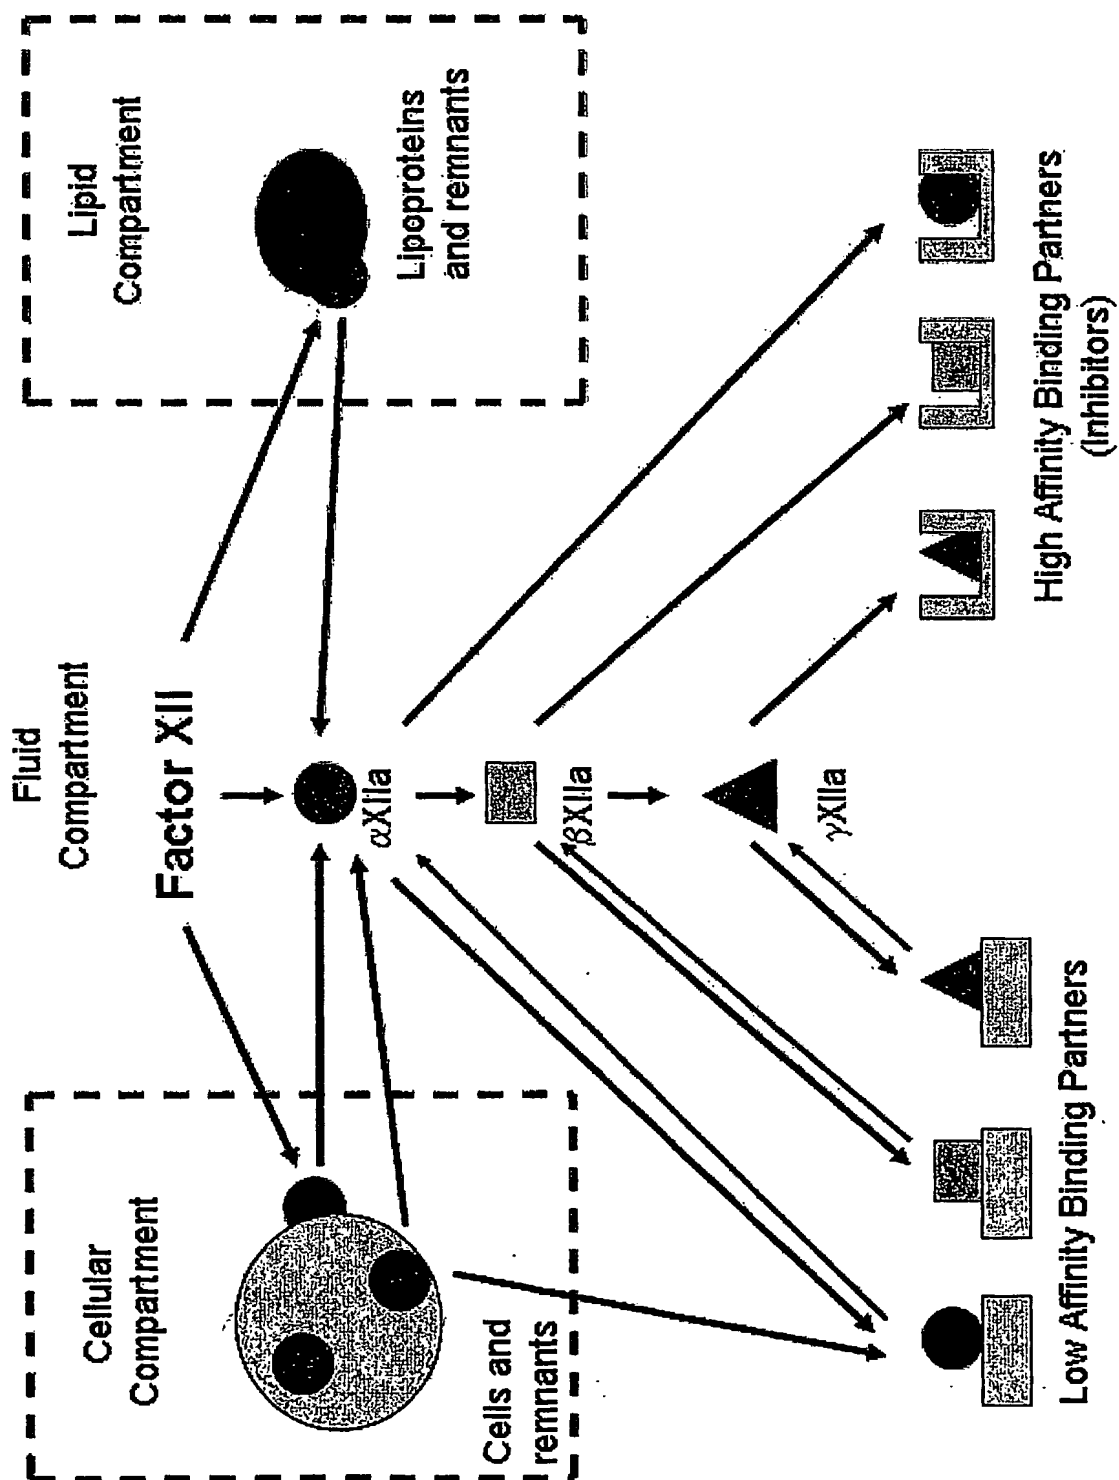 Fluid
Compartment
Cellular
Compartment
Factor XII
Lipid
Compartment
αXIIa
Cells and
remnants
Lipoproteins
and remnants
βXIIa
γXIIa
Low Affinity Binding Partners
High Affinity Binding Partners
(Inhibitors)